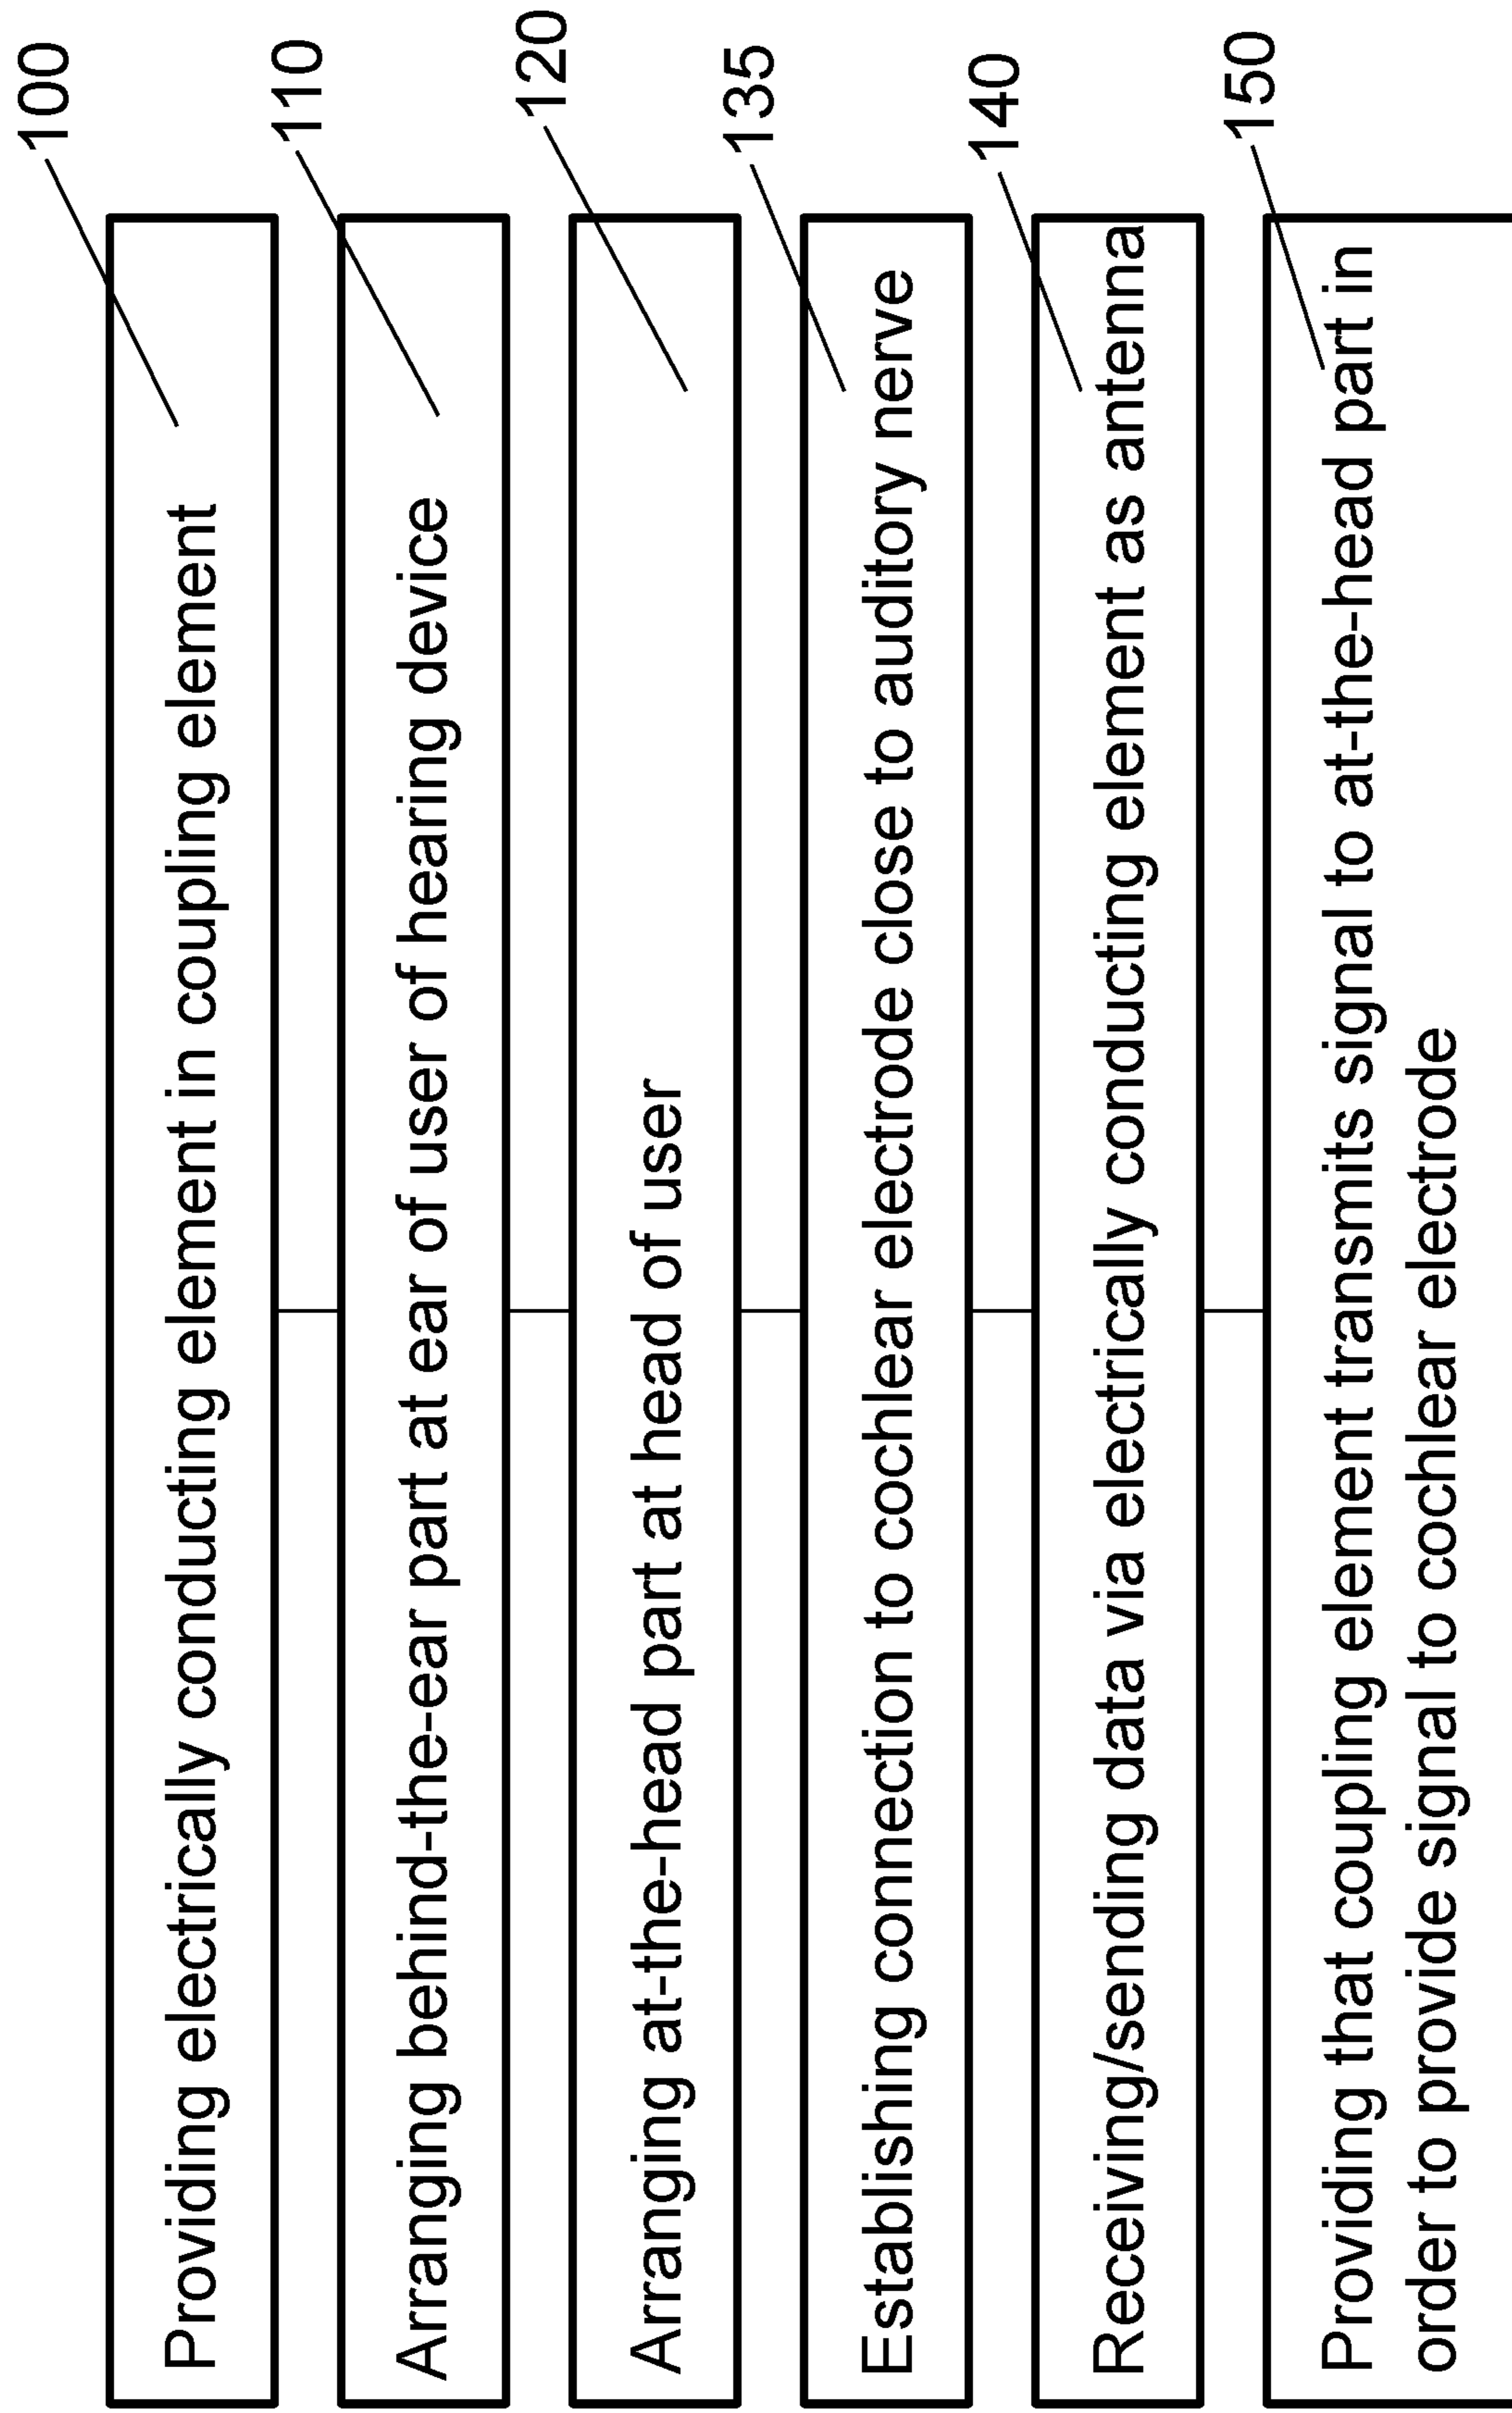 Providing electrically conducting element in coupling element
100
Arranging behind-the-ear part at ear of user of hearing device
110
Arranging at-the-head part at head of user
120
Establishing connection to cochlear electrode close to auditory nerve
135
Receiving/sending data via electrically conducting element as antenna
140
Providing that coupling element transmits signal to at-the-head part in
order to provide signal to cochlear electrode
150